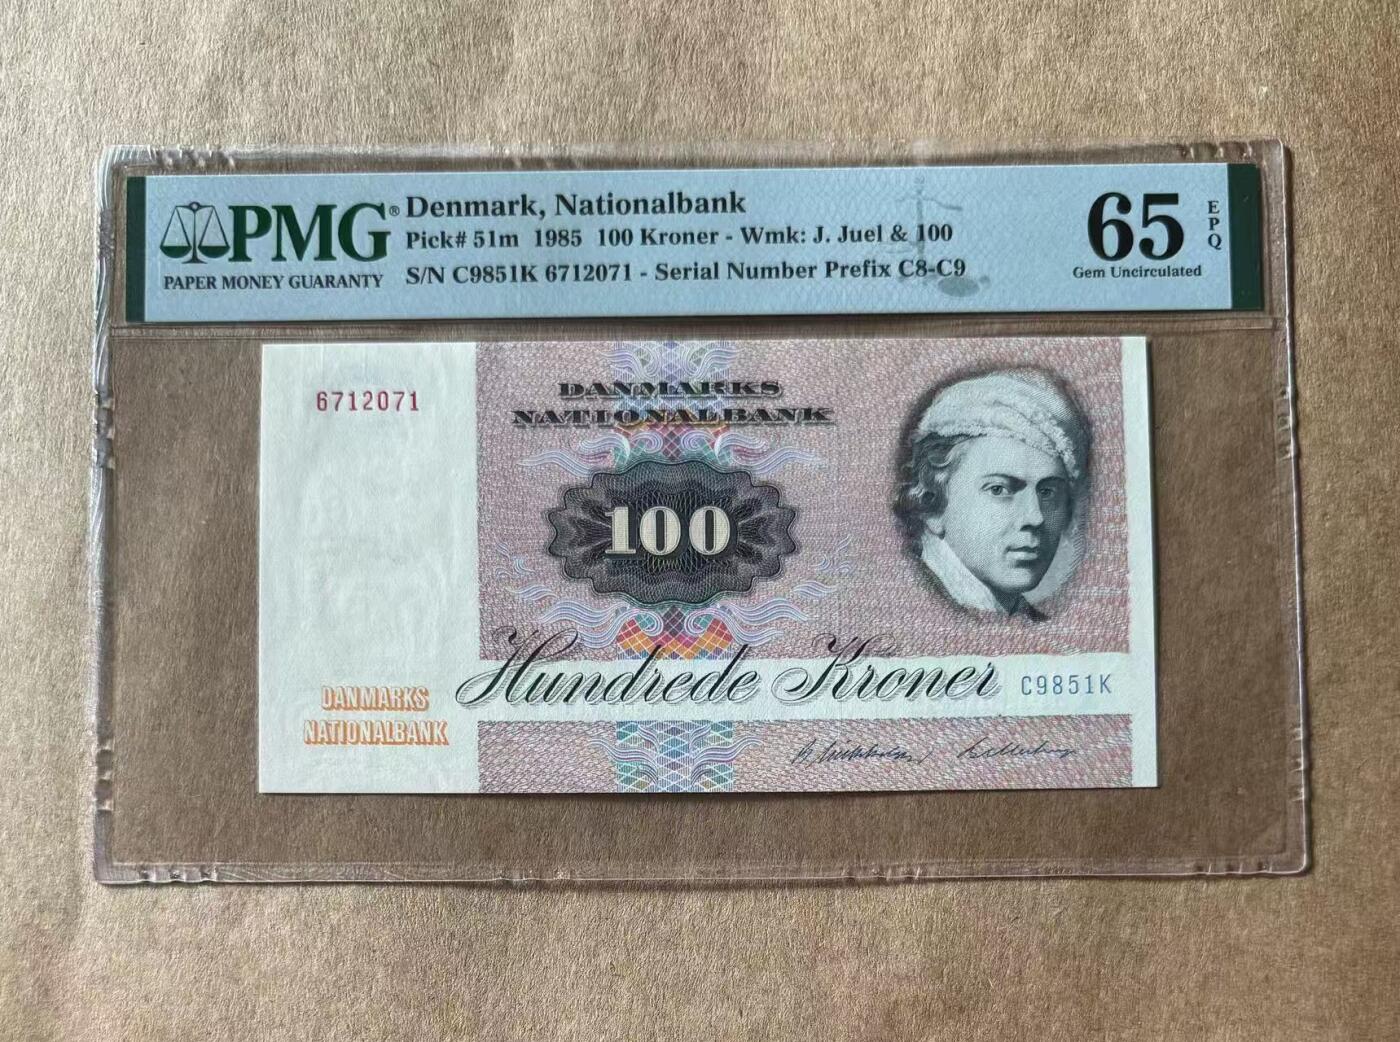 PMG®
PAPER MONEY GUARANTY
Denmark, Nationalbank
Pick# 51m 1985 100 Kroner - Wmk: J. Juel & 100
S/N C9851K 6712071 - Serial Number Prefix C8-C9
65
EPQ
Gem Uncirculated
6712071
DANMARKS
NATIONALBANK
100
Hundrede Kroner
C9851K
DANMARKS
NATIONALBANK